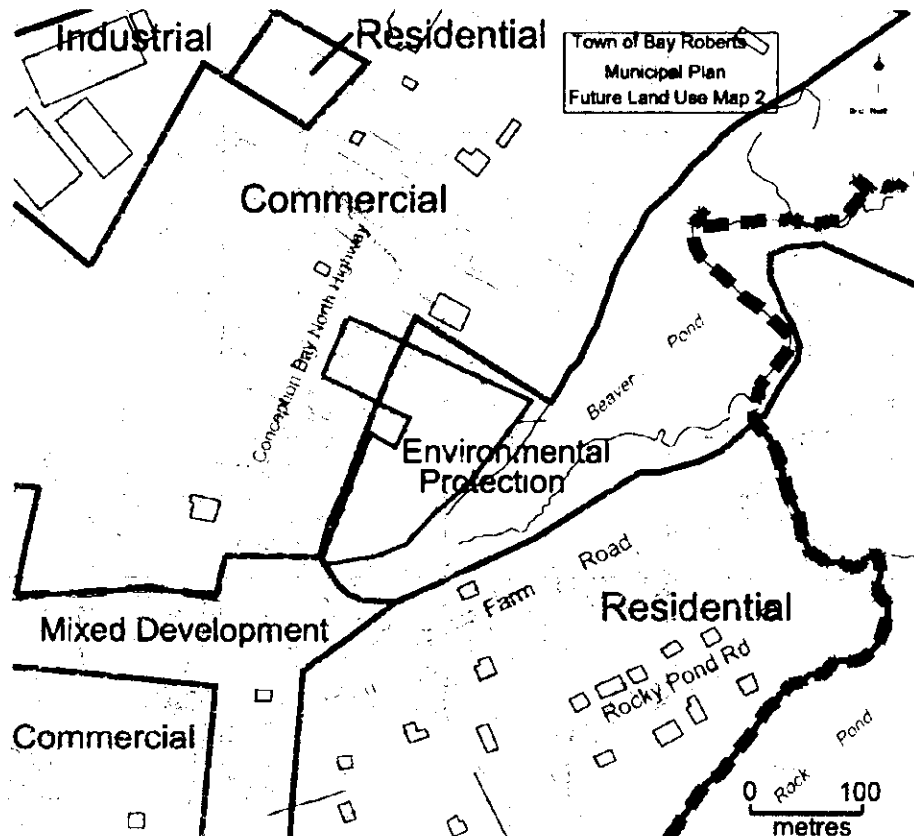 Industrial
Residential
Town of Bay Roberts
Municipal Plan
Future Land Use Map 2
Commercial
Conception Bay North Highway
Beaver Pond
Environmental
Protection
Farm Road
Residential
Mixed Development
Rocky Pond Rd
Commercial
Rock Pond
0 100
metres